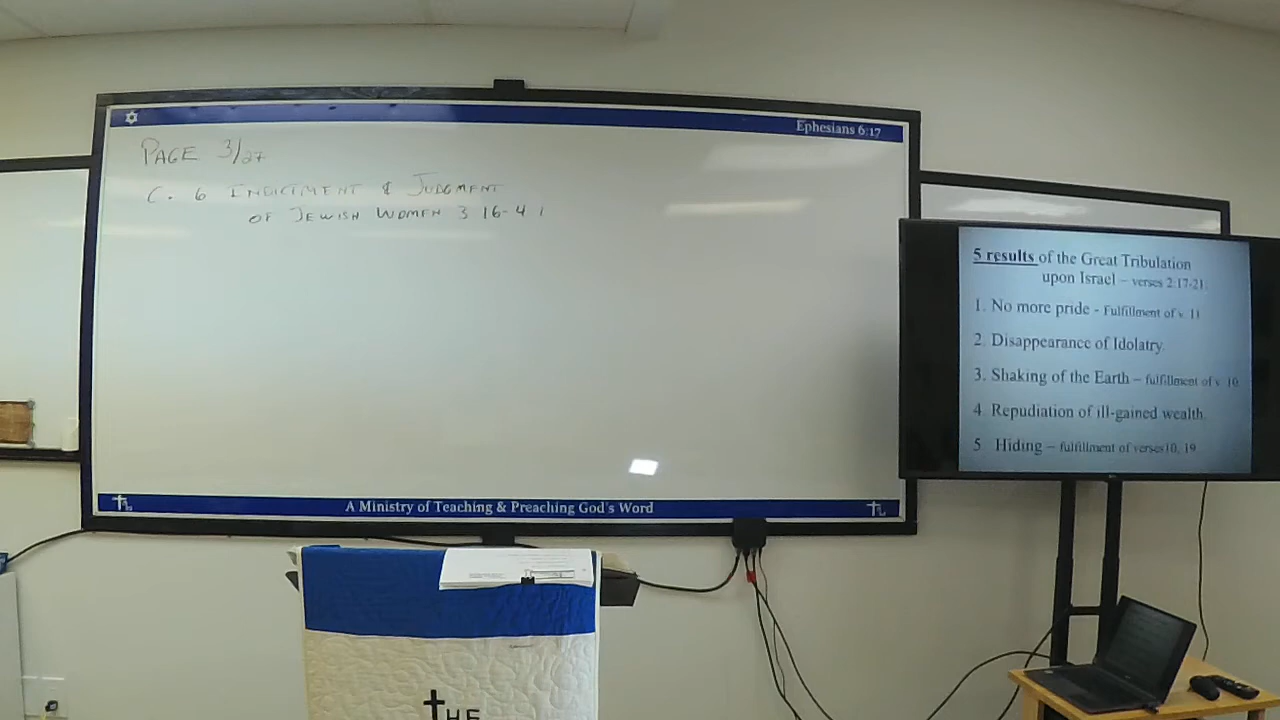 Ephesians 6:17
PAGE 3/27
C. 6 INDICTMENT & JUDGMENT
OF JEWISH WOMEN 3 16-4 1
A Ministry of Teaching & Preaching God's Word
5 results of the Great Tribulation
upon Israel – verses 2:17-21.
1. No more pride - Fulfillment of v. 11
2. Disappearance of Idolatry.
3. Shaking of the Earth – fulfillment of v. 10
4 Repudiation of ill-gained wealth.
5 Hiding – fulfillment of verses10, 19
THE